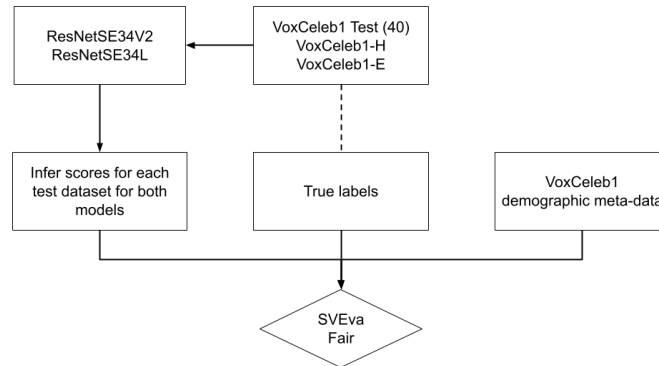 ResNetSE34V2
ResNetSE34L
VoxCeleb1 Test (40)
VoxCeleb1-H
VoxCeleb1-E
Infer scores for each
test dataset for both
models
True labels
VoxCeleb1
demographic meta-data
SVEva
Fair